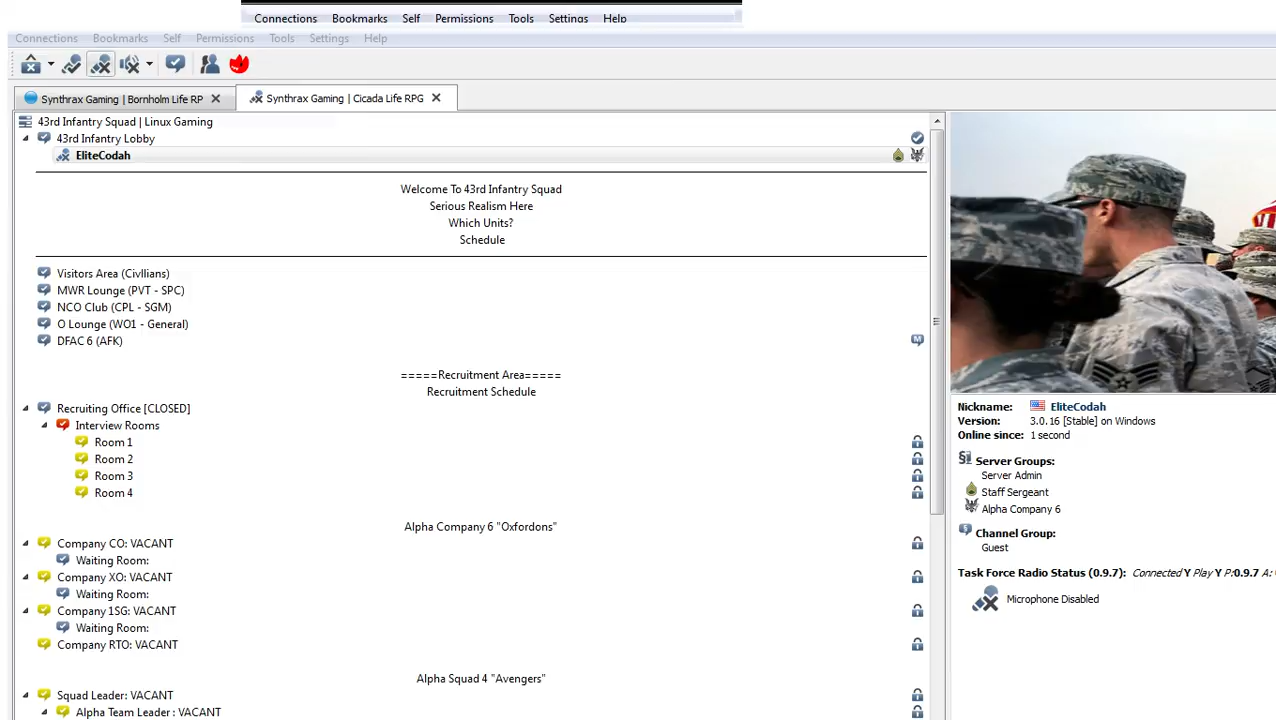 Connections Bookmarks Self Permissions Tools Settings Help
Connections Bookmarks Self Permissions Tools Settings Help
Synthrax Gaming | Bornholm Life RP
Synthrax Gaming | Cicada Life RPG
43rd Infantry Squad | Linux Gaming
43rd Infantry Lobby
EliteCodah
Welcome To 43rd Infantry Squad
Serious Realism Here
Which Units?
Schedule
Visitors Area (Civllians)
MWR Lounge (PVT - SPC)
NCO Club (CPL - SGM)
O Lounge (WO1 - General)
DFAC 6 (AFK)
=====Recruitment Area=====
Recruitment Schedule
Recruiting Office [CLOSED]
Interview Rooms
Room 1
Room 2
Room 3
Room 4
Alpha Company 6 "Oxfordons"
Company CO: VACANT
Waiting Room:
Company XO: VACANT
Waiting Room:
Company 1SG: VACANT
Waiting Room:
Company RTO: VACANT
Alpha Squad 4 "Avengers"
Squad Leader: VACANT
Alpha Team Leader : VACANT
Nickname: EliteCodah
Version: 3.0.16 [Stable] on Windows
Online since: 1 second
Server Groups:
Server Admin
Staff Sergeant
Alpha Company 6
Channel Group:
Guest
Task Force Radio Status (0.9.7): Connected Y Play Y P:0.9.7 A:
Microphone Disabled